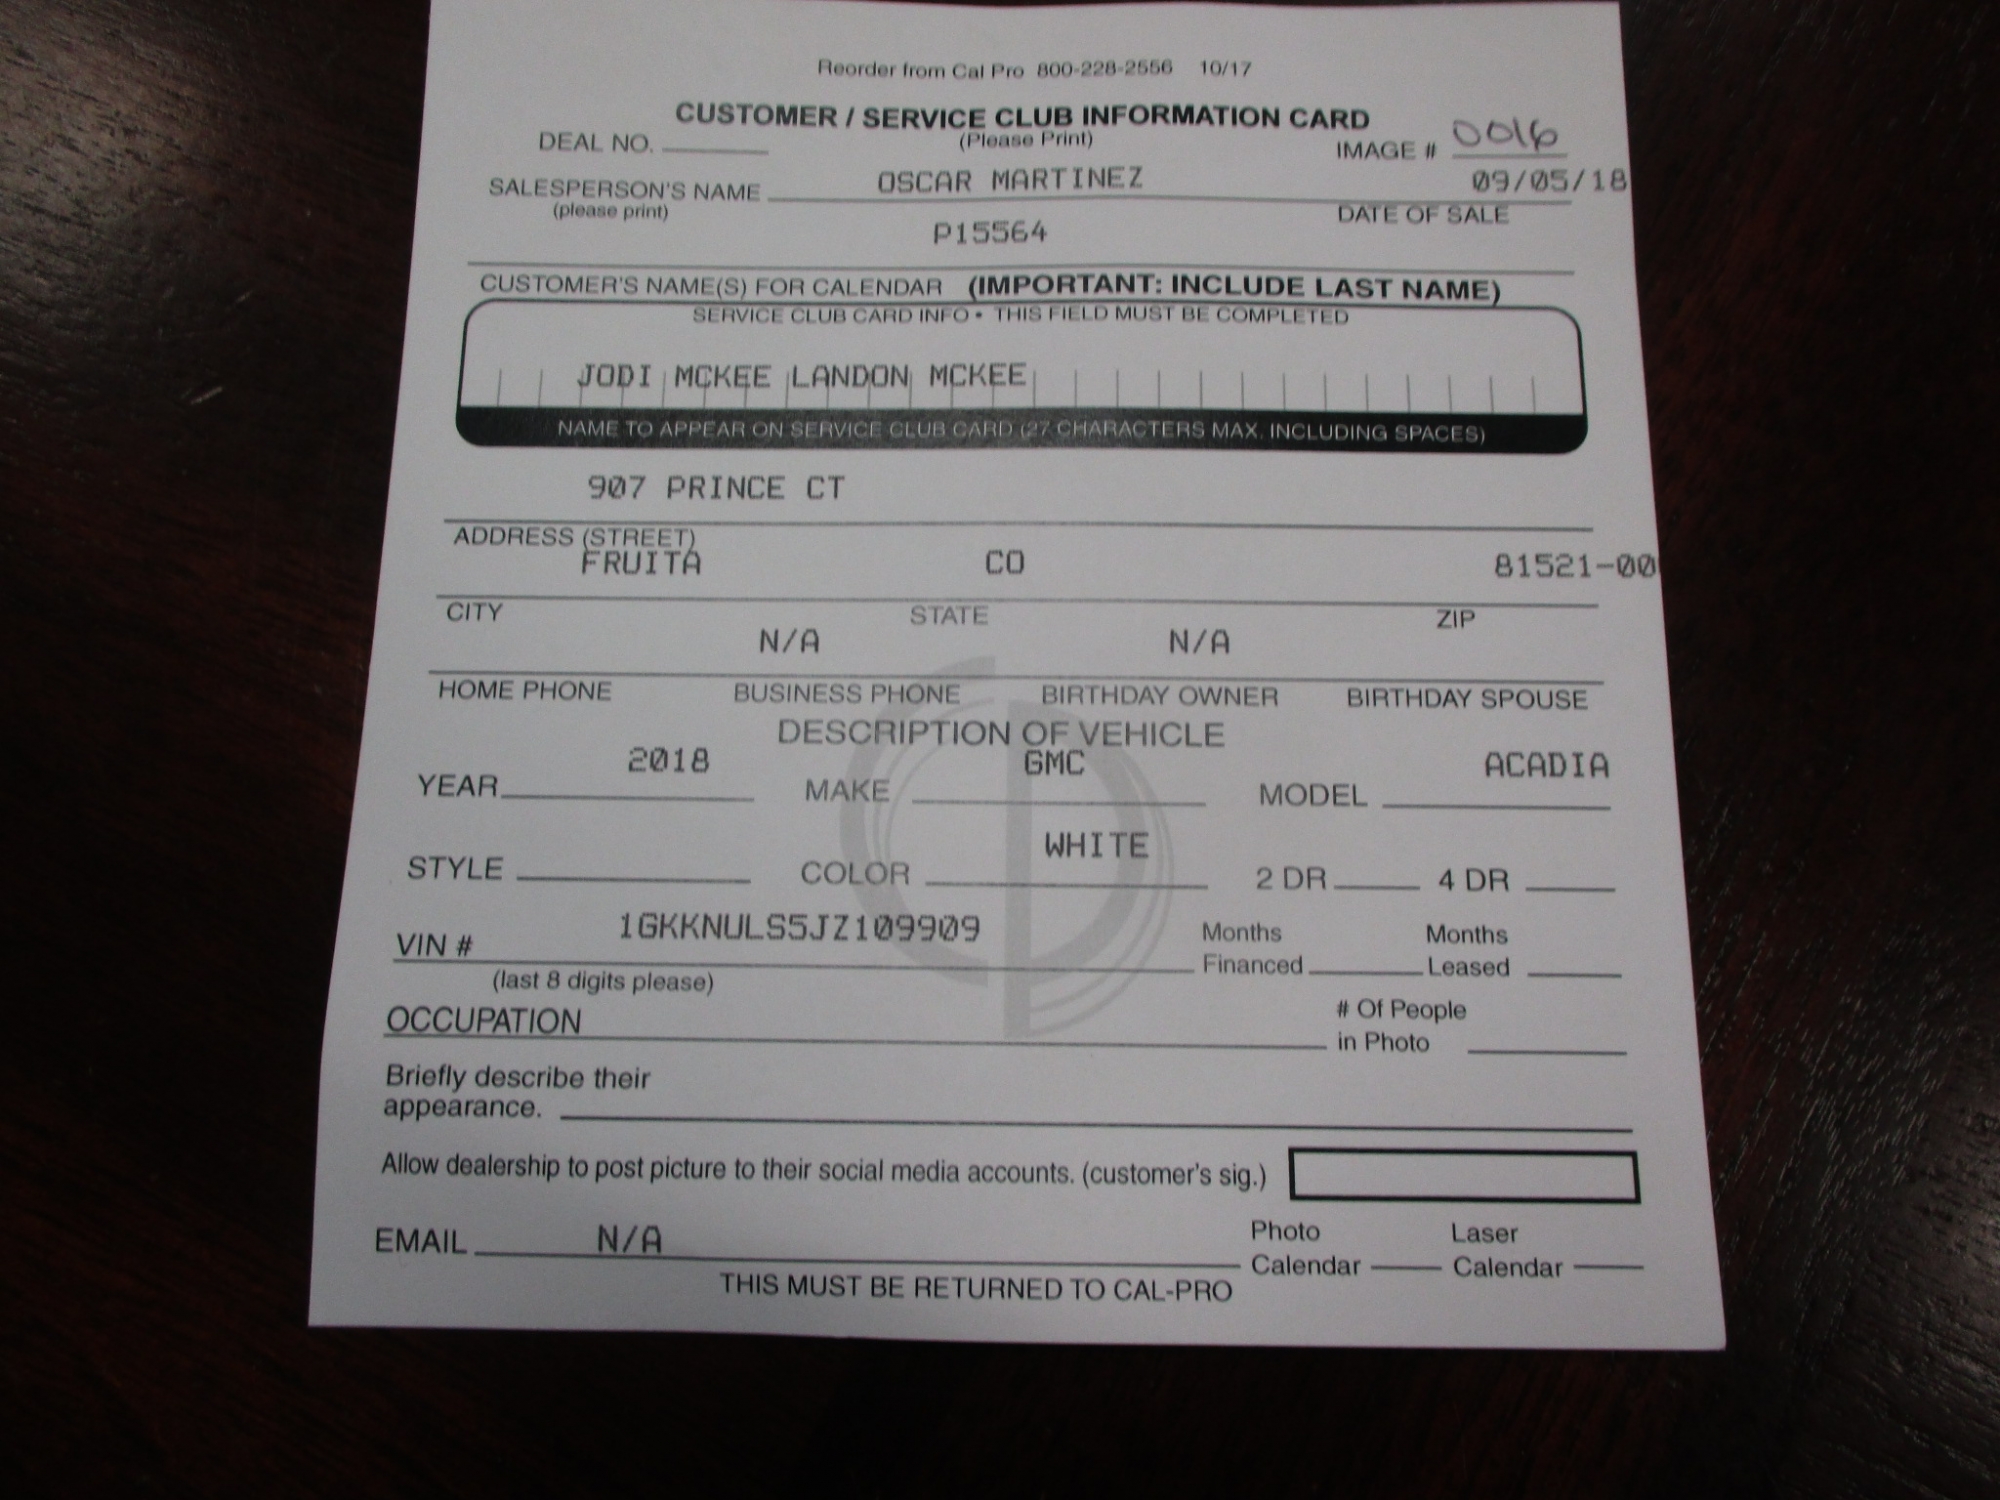 Reorder from Cal Pro 800-228-2556 10/17
CUSTOMER / SERVICE CLUB INFORMATION CARD
(Please Print)
DEAL NO. IMAGE # 0016
SALESPERSON'S NAME OSCAR MARTINEZ 09/05/18
(please print) DATE OF SALE
P15564
CUSTOMER'S NAME(S) FOR CALENDAR (IMPORTANT: INCLUDE LAST NAME)
SERVICE CLUB CARD INFO • THIS FIELD MUST BE COMPLETED
JODI MCKEE LANDON MCKEE
NAME TO APPEAR ON SERVICE CLUB CARD (27 CHARACTERS MAX. INCLUDING SPACES)
907 PRINCE CT
ADDRESS (STREET)
FRUITA CO 81521-00
CITY STATE ZIP
N/A N/A
HOME PHONE BUSINESS PHONE BIRTHDAY OWNER BIRTHDAY SPOUSE
DESCRIPTION OF VEHICLE
YEAR 2018 MAKE GMC MODEL ACADIA
STYLE COLOR WHITE 2 DR 4 DR
VIN # 1GKKNULS5JZ109909 Months Financed Months Leased
(last 8 digits please)
OCCUPATION # Of People in Photo
Briefly describe their
appearance.
Allow dealership to post picture to their social media accounts. (customer's sig.)
EMAIL N/A Photo Calendar Laser Calendar
THIS MUST BE RETURNED TO CAL-PRO